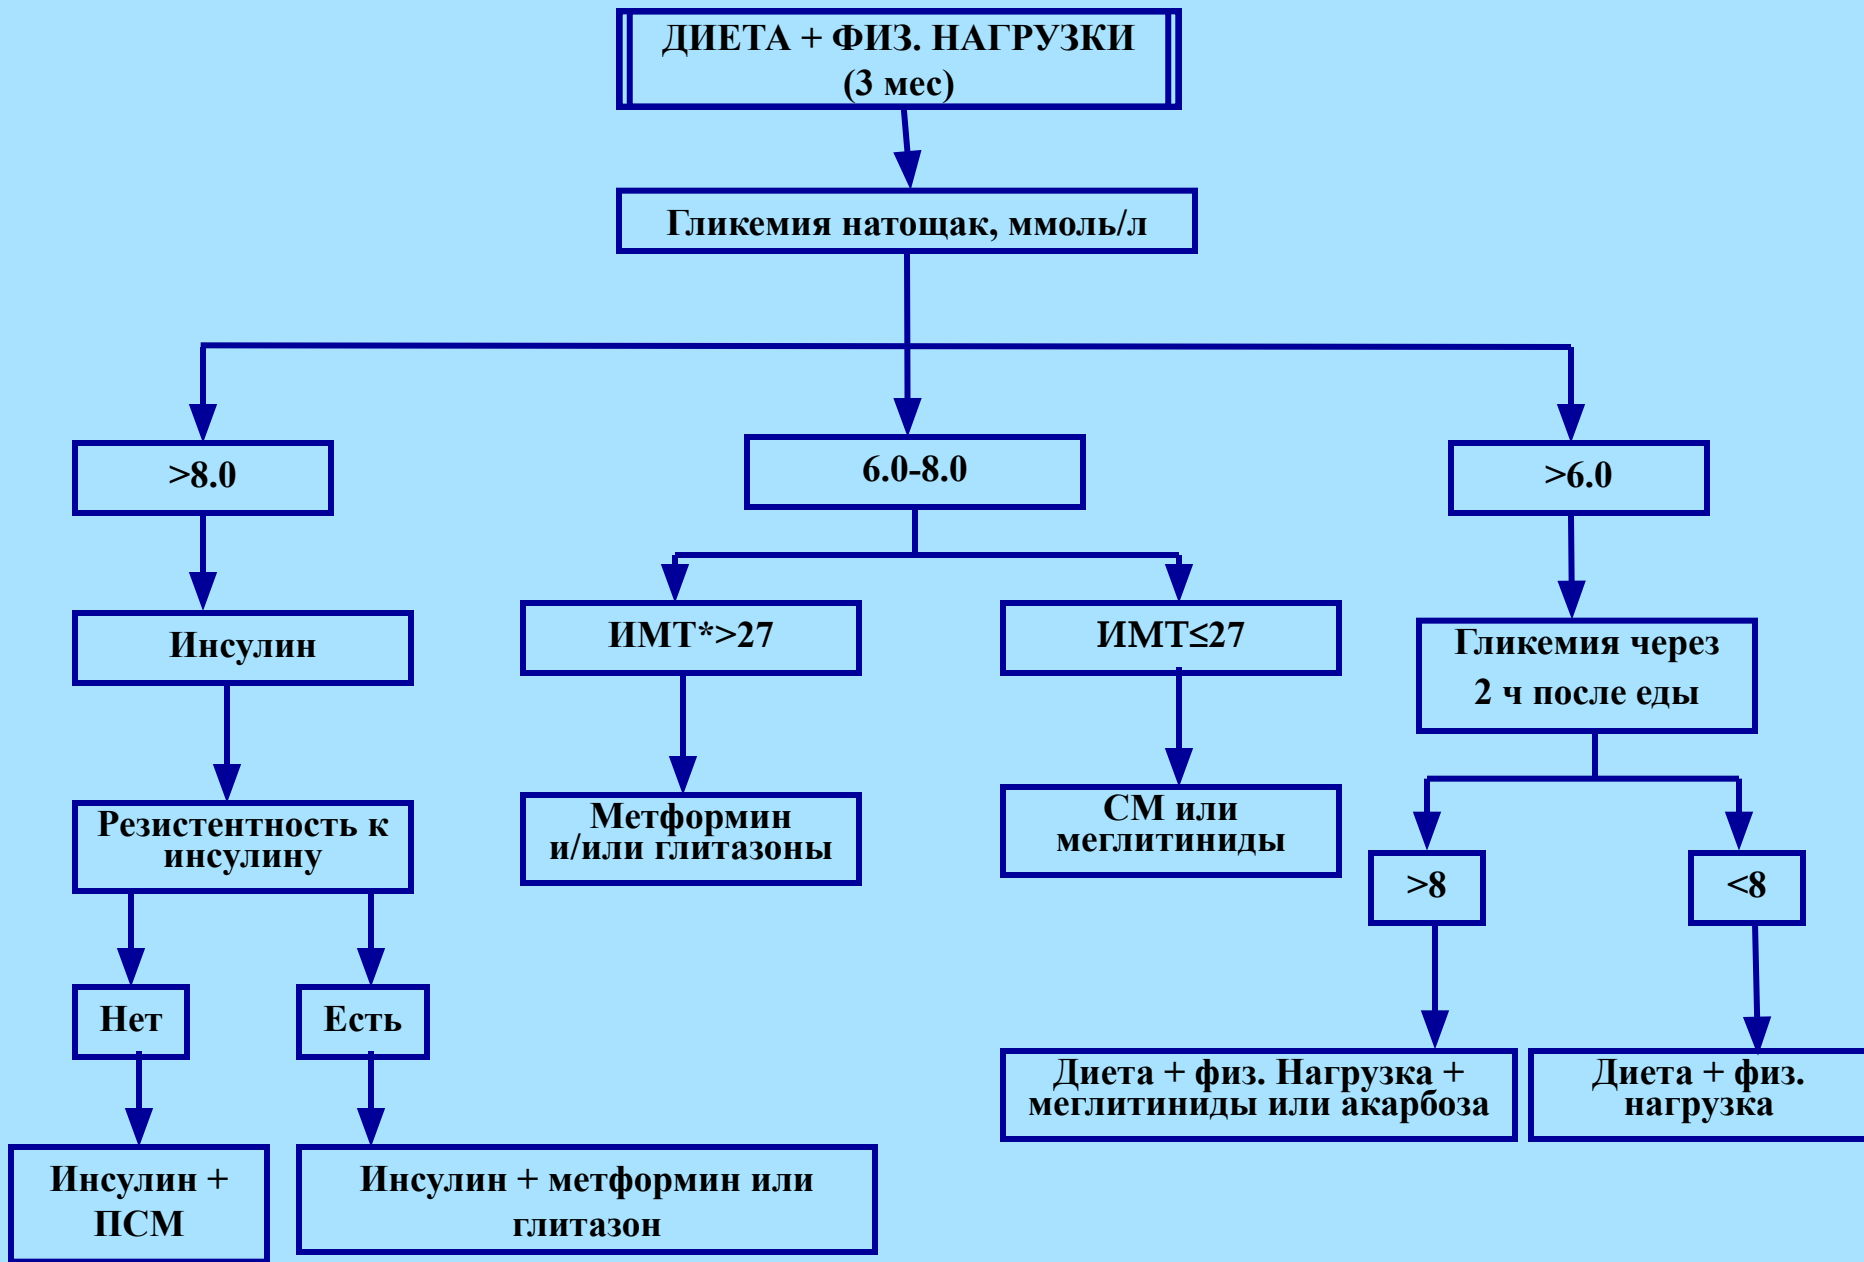 ДИЕТА + ФИЗ. НАГРУЗКИ
(3 мес)
Гликемия натощак, ммоль/л
>8.0
6.0-8.0
>6.0
Инсулин
ИМТ*>27
ИМТ≤27
Гликемия через
2 ч после еды
Резистентность к
инсулину
Метформин
и/или глитазоны
СМ или
меглитиниды
>8
<8
Нет
Есть
Диета + физ. Нагрузка +
меглитиниды или акарбоза
Диета + физ.
нагрузка
Инсулин +
ПСМ
Инсулин + метформин или
глитазон